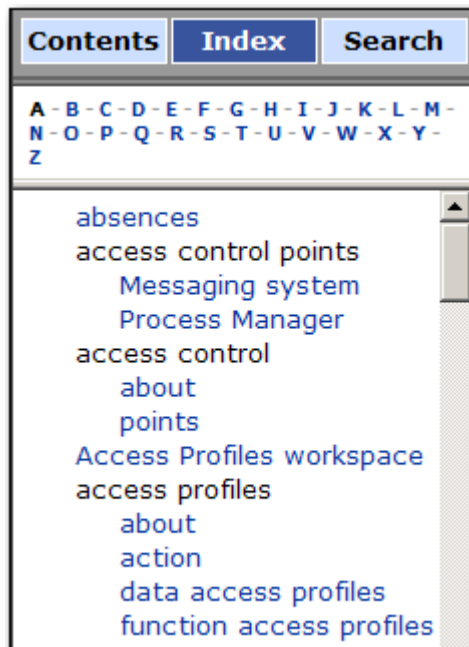 Contents Index Search
A - B - C - D - E - F - G - H - I - J - K - L - M -
N - O - P - Q - R - S - T - U - V - W - X - Y -
Z
absences
access control points
Messaging system
Process Manager
access control
about
points
Access Profiles workspace
access profiles
about
action
data access profiles
function access profiles